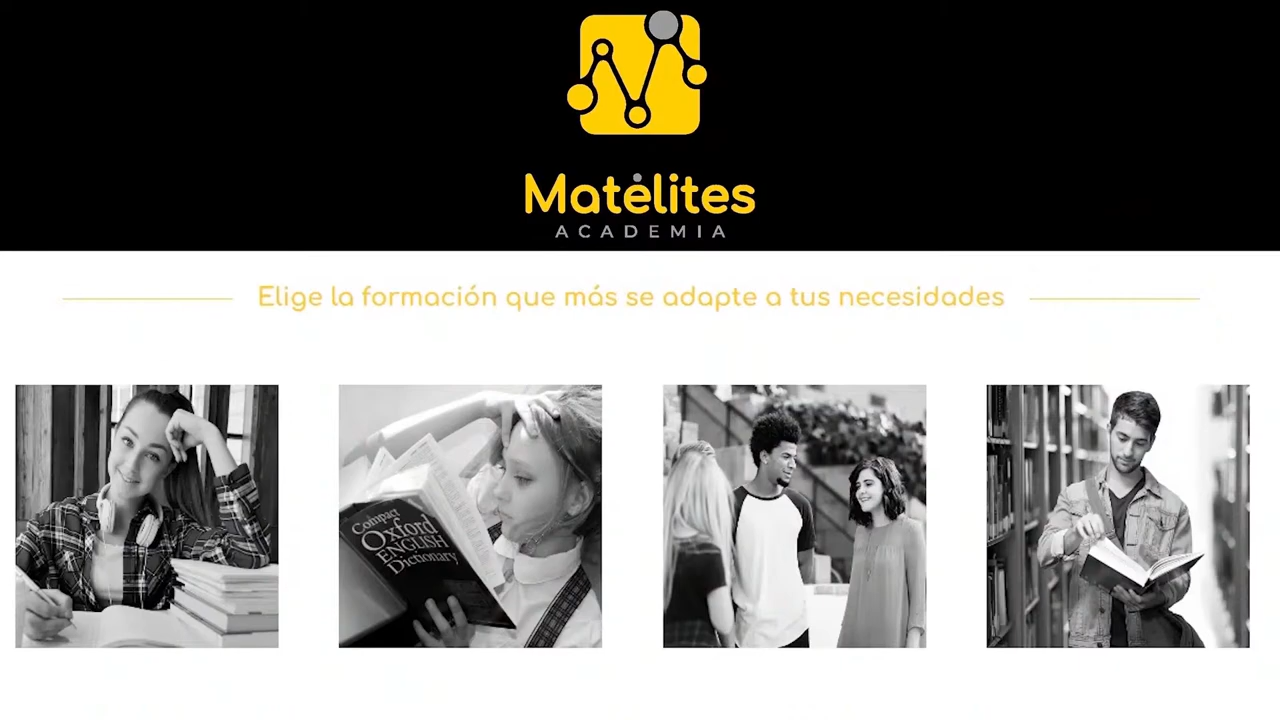 Matelites
ACADEMIA
Elige la formación que más se adapte a tus necesidades
Compact
Oxford
ENGLISH
Dictionary